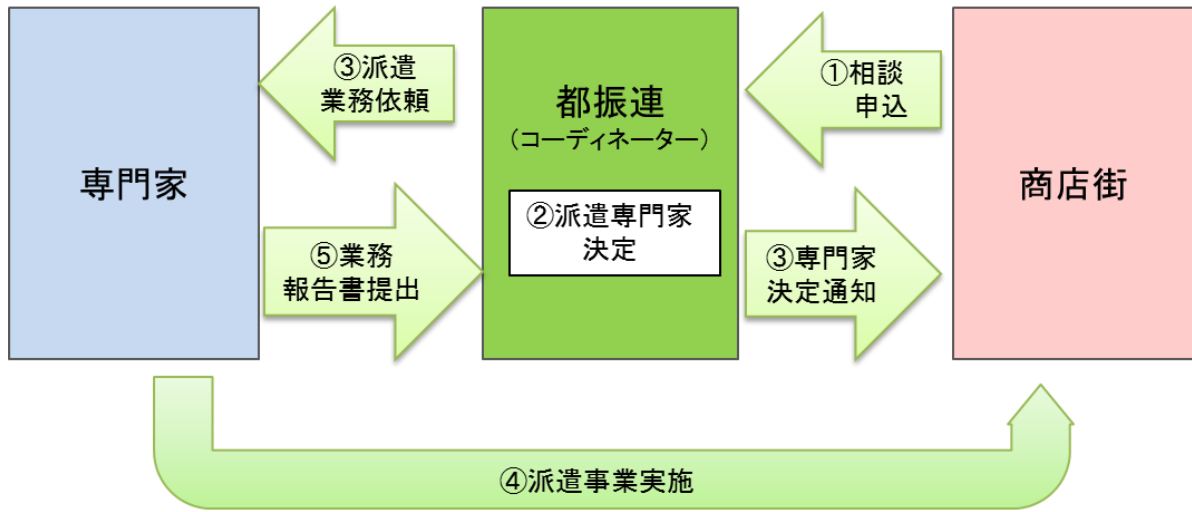 専門家
③派遣
業務依頼
⑤業務
報告書提出
都振連
（コーディネーター）
②派遣専門家
決定
①相談
申込
③専門家
決定通知
商店街
④派遣事業実施